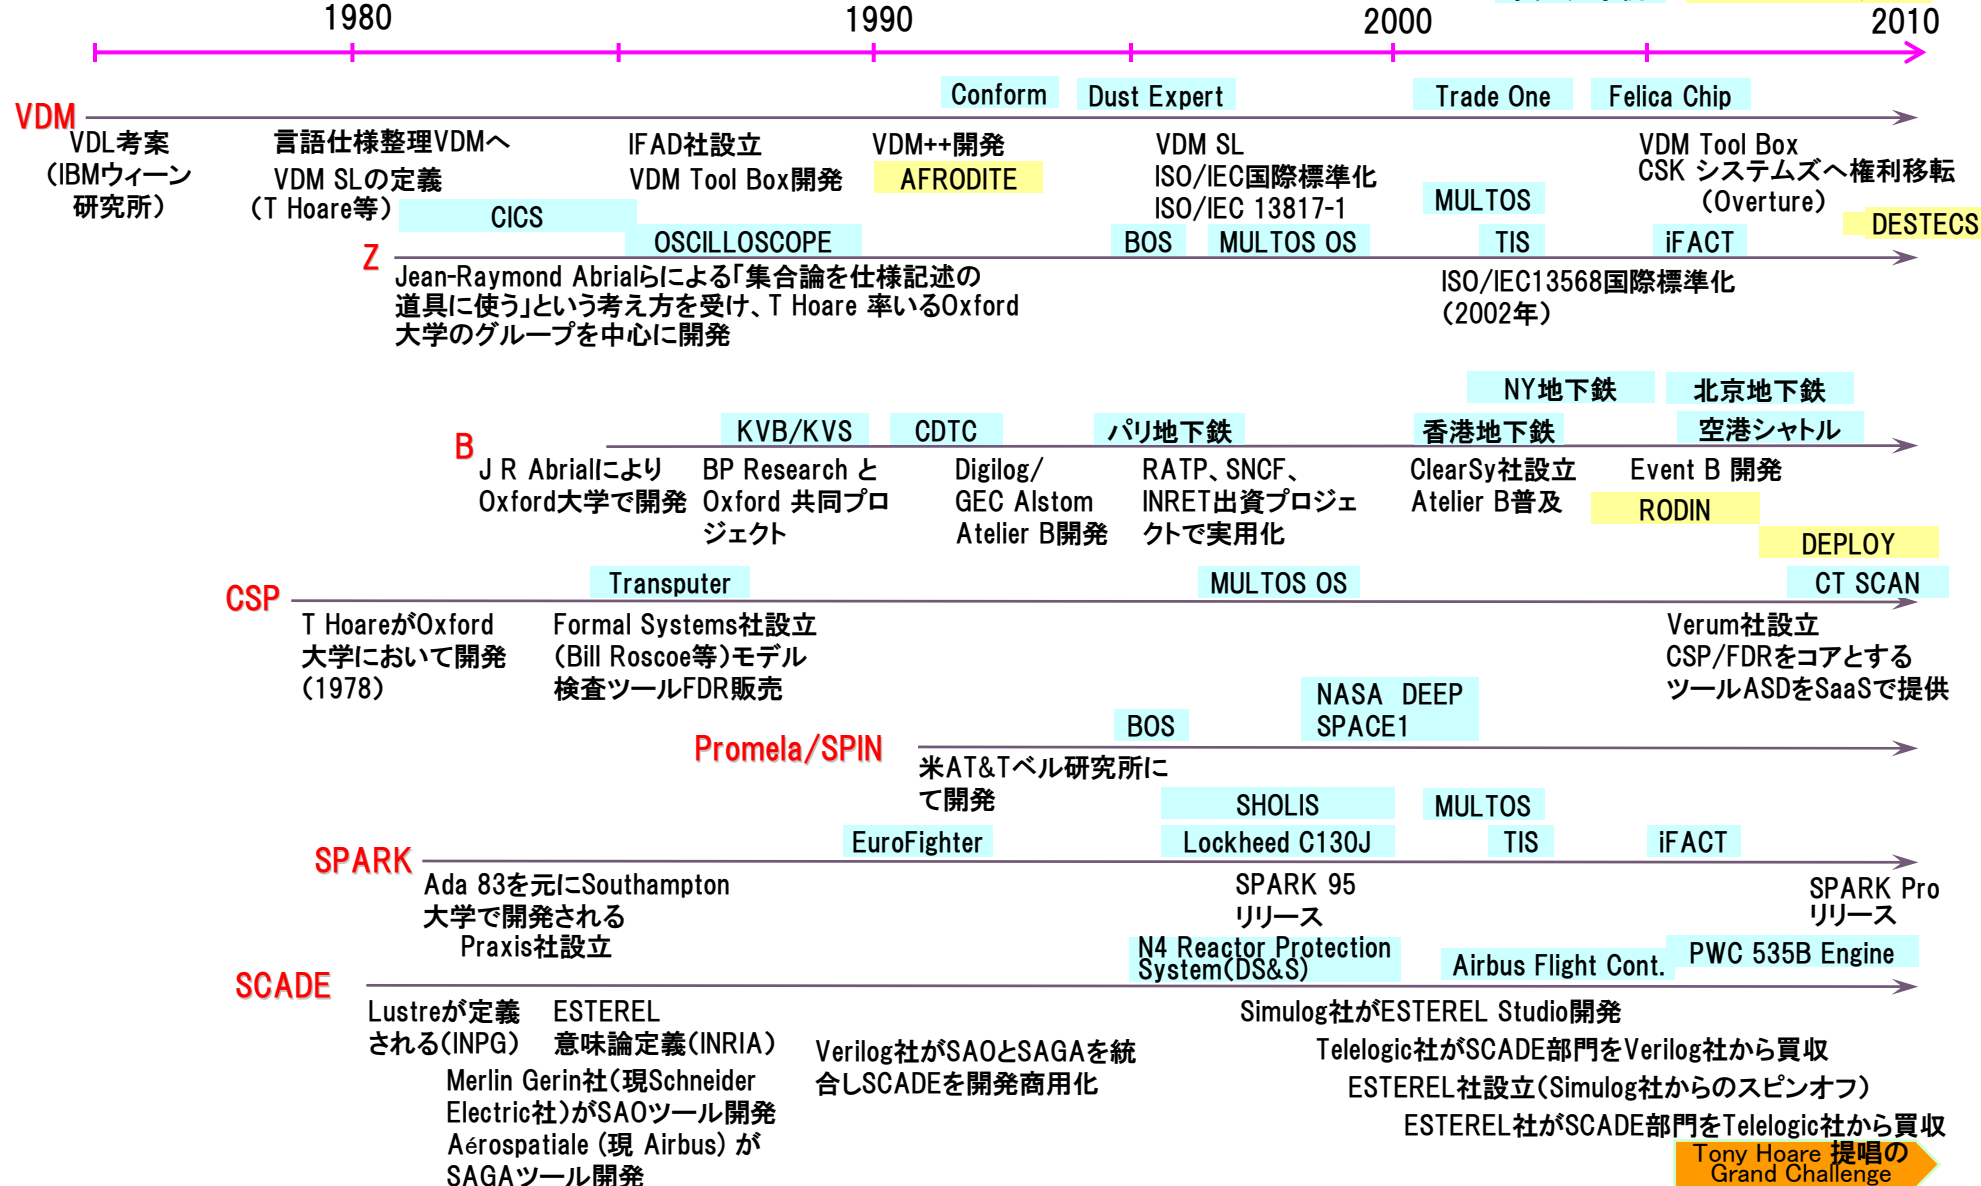 1980
1990
2000
2010
Conform
Dust Expert
Trade One
Felica Chip
VDM
VDL考案
（IBMウィーン
研究所）
言語仕様整理VDMへ
VDM SLの定義
（T Hoare等）
IFAD社設立
VDM Tool Box開発
VDM++開発
AFRODITE
VDM SL
ISO/IEC国際標準化
ISO/IEC 13817-1
VDM Tool Box
CSK システムズへ権利移転
（Overture）
DESTECS
CICS
OSCILLOSCOPE
BOS
MULTOS OS
MULTOS
TIS
iFACT
Z
Jean-Raymond Abrialらによる「集合論を仕様記述の
道具に使う」という考え方を受け、T Hoare 率いるOxford
大学のグループを中心に開発
ISO/IEC13568国際標準化
（2002年）
NY地下鉄
北京地下鉄
KVB/KVS
CDTC
パリ地下鉄
香港地下鉄
空港シャトル
B
J R Abrialにより
Oxford大学で開発
BP Research と
Oxford 共同プロ
ジェクト
Digilog/
GEC Alstom
Atelier B開発
RATP、SNCF、
INRET出資プロジェ
クトで実用化
ClearSy社設立
Atelier B普及
Event B 開発
RODIN
DEPLOY
Transputer
MULTOS OS
CT SCAN
CSP
T HoareがOxford
大学において開発
（1978）
Formal Systems社設立
（Bill Roscoe等）モデル
検査ツールFDR販売
Verum社設立
CSP/FDRをコアとする
ツールASDをSaaSで提供
BOS
NASA DEEP
SPACE1
Promela/SPIN
米AT&Tベル研究所に
て開発
SHOLIS
MULTOS
EuroFighter
Lockheed C130J
TIS
iFACT
SPARK
Ada 83を元にSouthampton
大学で開発される
Praxis社設立
SPARK 95
リリース
SPARK Pro
リリース
N4 Reactor Protection
System(DS&S)
Airbus Flight Cont.
PWC 535B Engine
SCADE
Lustreが定義
される（INPG）
ESTEREL
意味論定義（INRIA）
Merlin Gerin社（現Schneider
Electric社）がSAOツール開発
Aérospatiale (現 Airbus) が
SAGAツール開発
Verilog社がSAOとSAGAを統
合しSCADEを開発商用化
Simulog社がESTEREL Studio開発
Telelogic社がSCADE部門をVerilog社から買収
ESTEREL社設立（Simulog社からのスピンオフ）
ESTEREL社がSCADE部門をTelelogic社から買収
Tony Hoare 提唱の
Grand Challenge